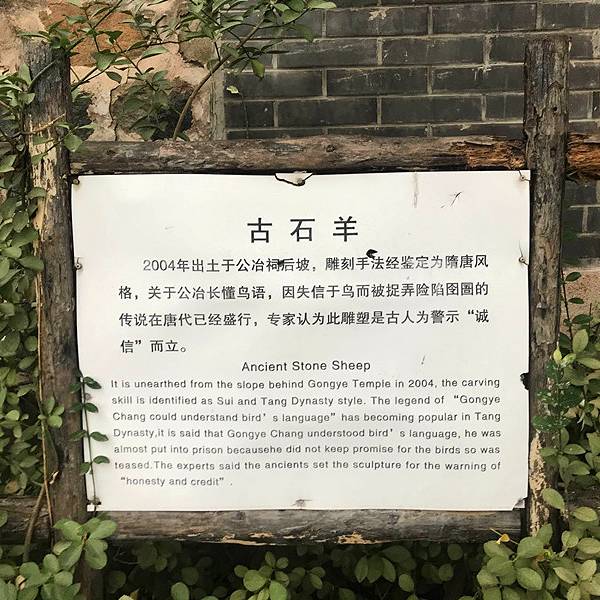 古石羊
2004年出土于公冶祠后坡，雕刻手法经鉴定为隋唐风
格，关于公冶长懂鸟语，因失信于鸟而被捉弄险陷图圄的
传说在唐代已经盛行，专家认为此雕塑是古人为警示“诚
信”而立。
Ancient Stone Sheep
It is unearthed from the slope behind Gongye Temple in 2004, the carving
skill is identified as Sui and Tang Dynasty style. The legend of “Gongye
Chang could understand bird’s language”has becoming popular in Tang
Dynasty,it is said that Gongye Chang understood bird’s language, he was
almost put into prison becausehe did not keep promise for the birds so was
teased.The experts said the ancients set the sculpture for the warning of
“honesty and credit”.